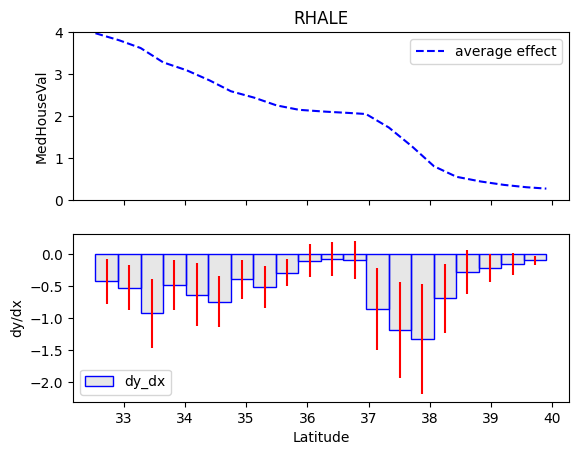 RHALE
average effect
MedHouseVal
4
3
2
1
0
dy/dx
0.0
−0.5
−1.0
−1.5
−2.0
dy_dx
33 34 35 36 37 38 39 40
Latitude